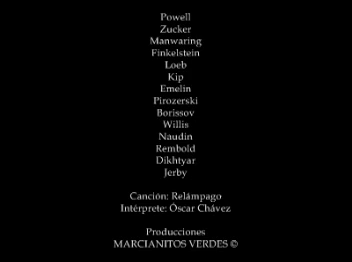 Powell
Zucker
Manwaring
Finkelstein
Loeb
Kip
Emelin
Pirozerski
Borissov
Willis
Naudin
Rembold
Dikhtyar
Jerby
Canción: Relámpago
Intérprete: Óscar Chávez
Producciones
MARCIANITOS VERDES ©